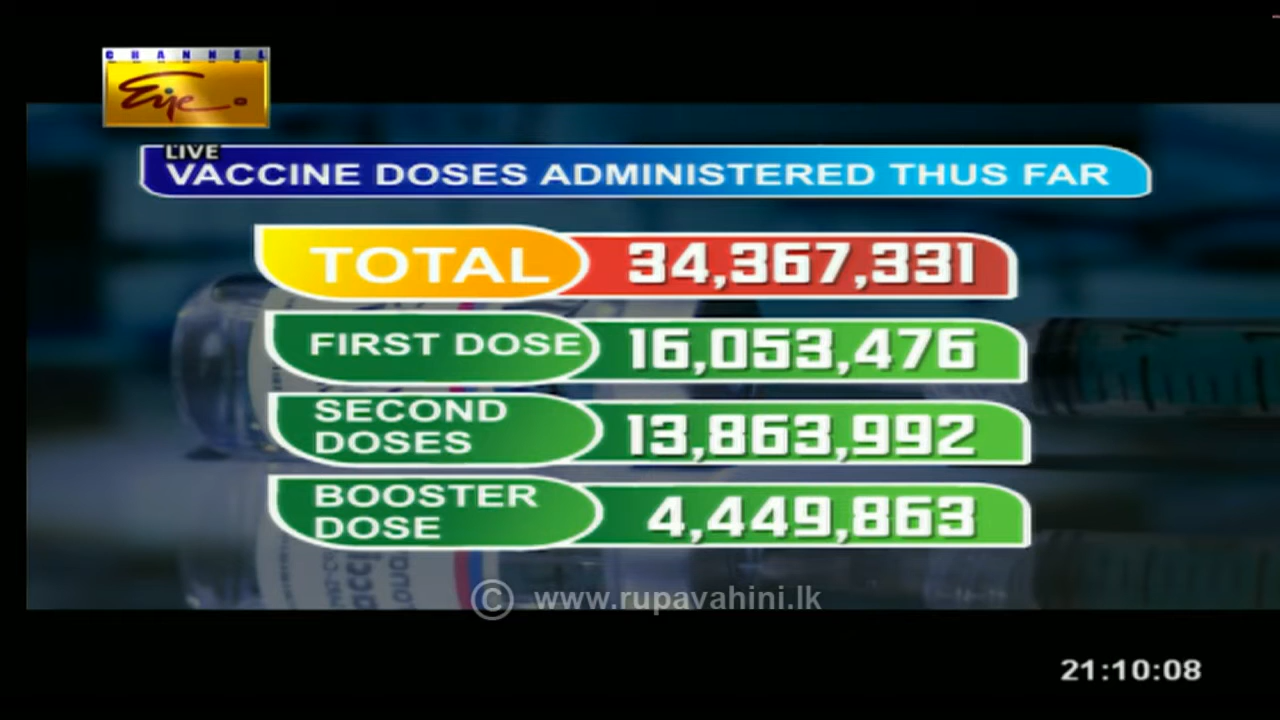 CHANNEL
Eye
LIVE
VACCINE DOSES ADMINISTERED THUS FAR
TOTAL 34,367,331
FIRST DOSE 16,053,476
SECOND
DOSES 13,863,992
BOOSTER
DOSE 4,449,863
© www.rupavahini.lk
21:10:08